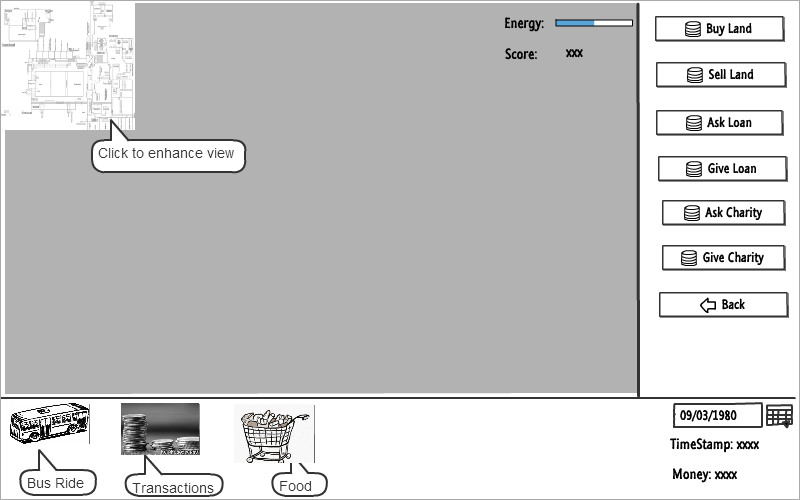 Energy:
Score: xxx
Click to enhance view
Buy Land
Sell Land
Ask Loan
Give Loan
Ask Charity
Give Charity
Back
Bus Ride
Transactions
Food
09/03/1980
TimeStamp: xxxx
Money: xxxx